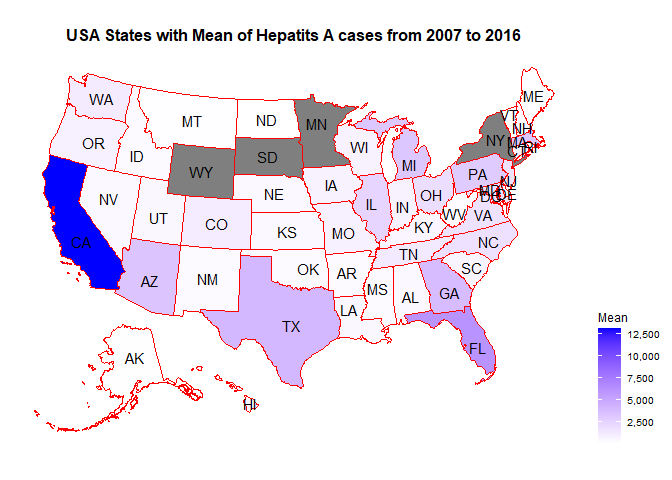 USA States with Mean of Hepatits A cases from 2007 to 2016
ME
WA
VT
MT
ND
MN
NH
OR
NY
MA
WI
ID
SD
MI
WY
PA
IA
NJ
NE
OH
NV
IL
IN
DE
UT
CO
WV
VA
CA
KS
MO
KY
NC
TN
AZ
OK
NM
AR
SC
MS
AL
GA
LA
TX
Mean
12,500
FL
AK
10,000
7,500
5,000
HI
2,500